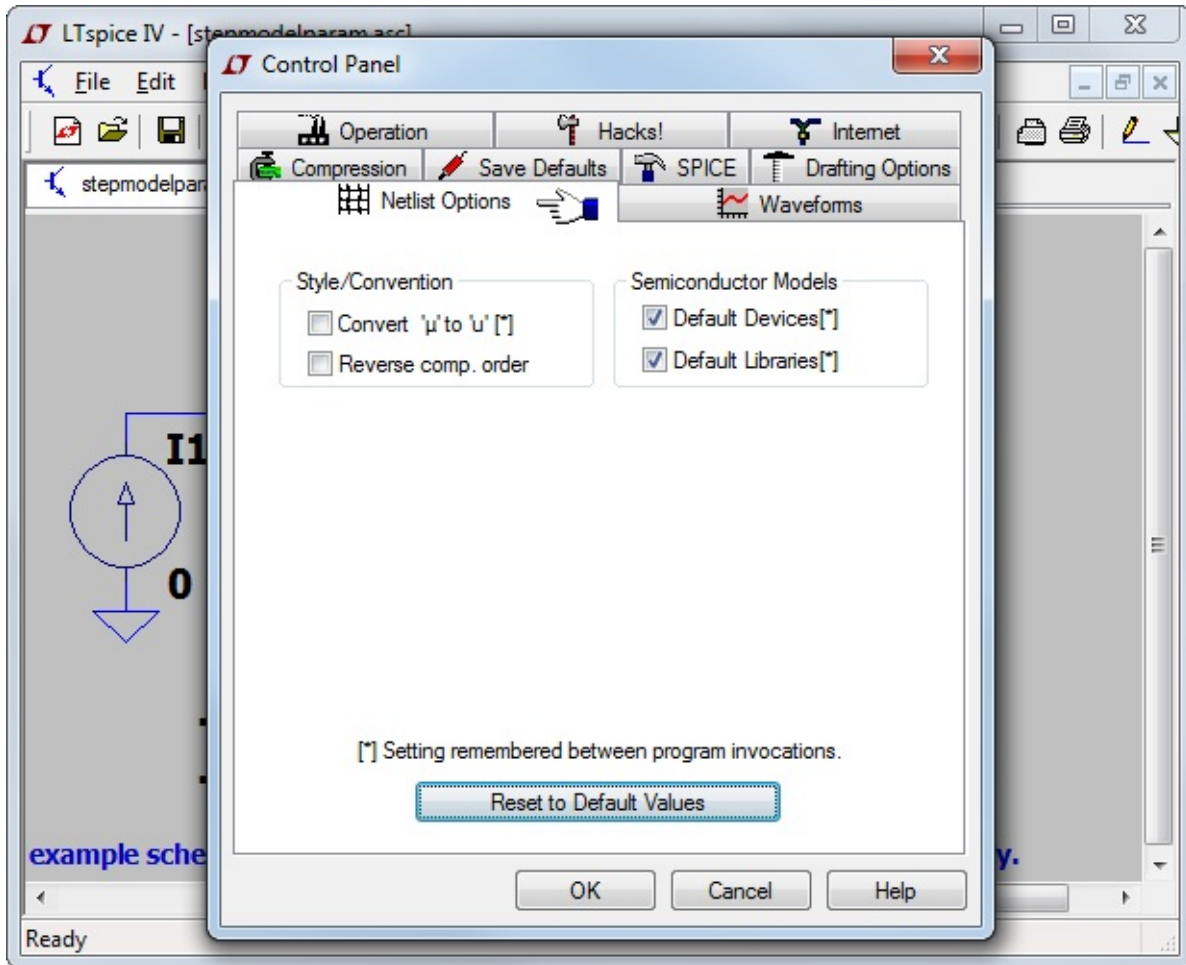 LTspice IV - [stepmodelparam.asc]
File Edit
stepmodelpar
Control Panel
Operation Hacks! Internet
Compression Save Defaults SPICE Drafting Options
Netlist Options Waveforms
Style/Convention Semiconductor Models
Convert 'µ' to 'u' [*] Default Devices[*]
Reverse comp. order Default Libraries[*]
I1
0
[*] Setting remembered between program invocations.
Reset to Default Values
example sche y.
OK Cancel Help
Ready